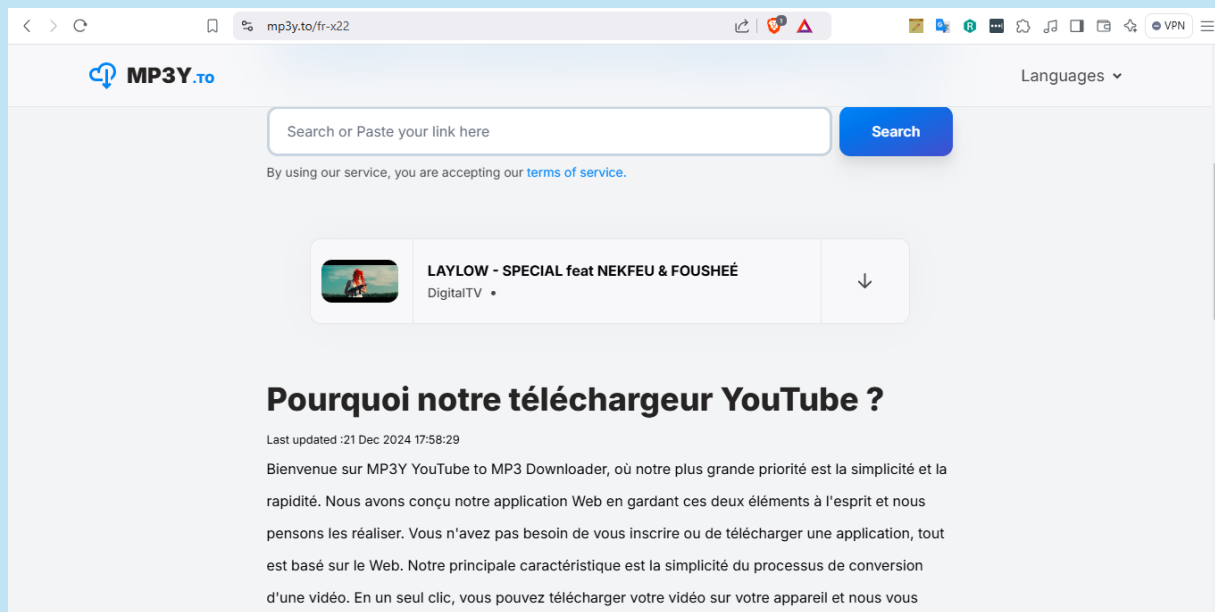 mp3y.to/fr-x22
1
VPN
MP3Y.TO
Languages
Search or Paste your link here
Search
By using our service, you are accepting our terms of service.
LAYLOW - SPECIAL feat NEKFEU & FOUSHEÉ
DigitalTV •
Pourquoi notre téléchargeur YouTube ?
Last updated :21 Dec 2024 17:58:29
Bienvenue sur MP3Y YouTube to MP3 Downloader, où notre plus grande priorité est la simplicité et la
rapidité. Nous avons conçu notre application Web en gardant ces deux éléments à l'esprit et nous
pensons les réaliser. Vous n'avez pas besoin de vous inscrire ou de télécharger une application, tout
est basé sur le Web. Notre principale caractéristique est la simplicité du processus de conversion
d'une vidéo. En un seul clic, vous pouvez télécharger votre vidéo sur votre appareil et nous vous